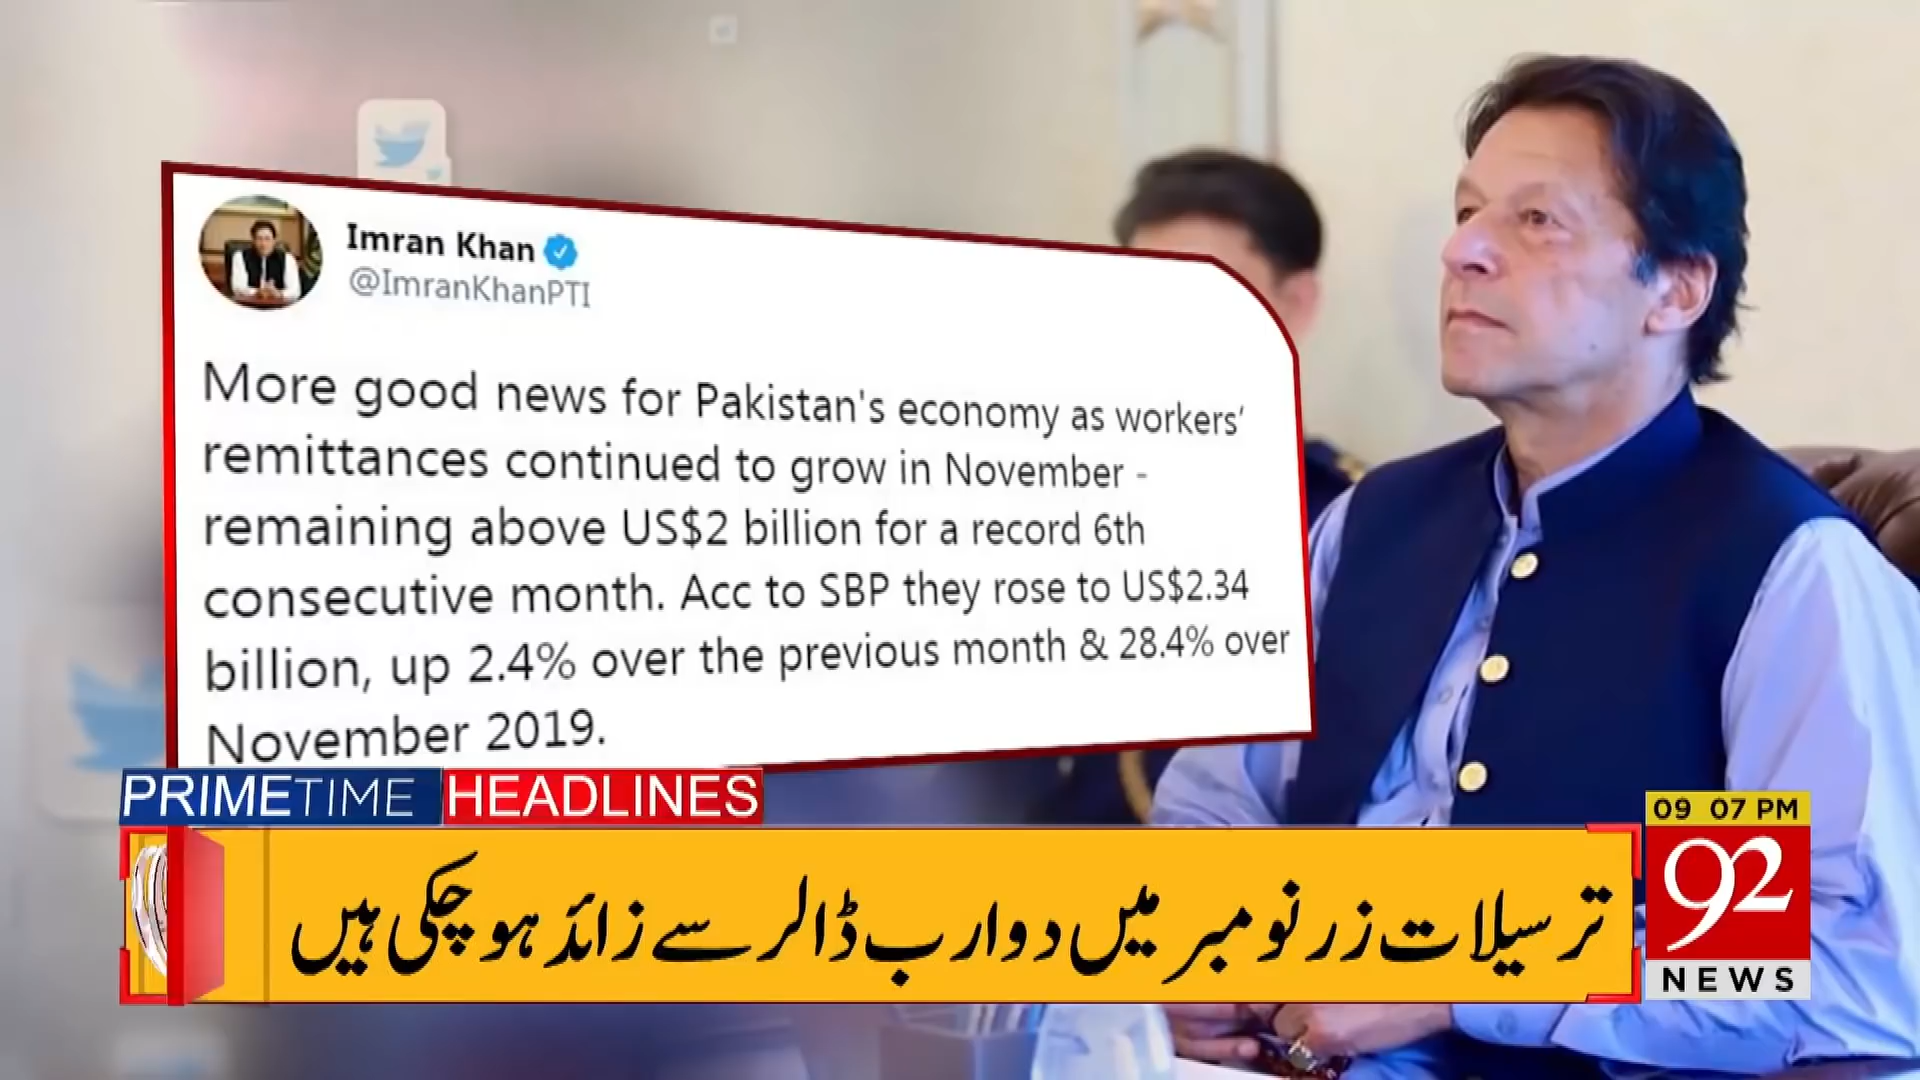 Imran Khan
@ImranKhanPTI
More good news for Pakistan's economy as workers’
remittances continued to grow in November -
remaining above US$2 billion for a record 6th
consecutive month. Acc to SBP they rose to US$2.34
billion, up 2.4% over the previous month & 28.4% over
November 2019.
PRIMETIME HEADLINES
09 07 PM
ترسیلات زر نومبر میں دو ارب ڈالر سے زائد ہو چکی ہیں
92
NEWS